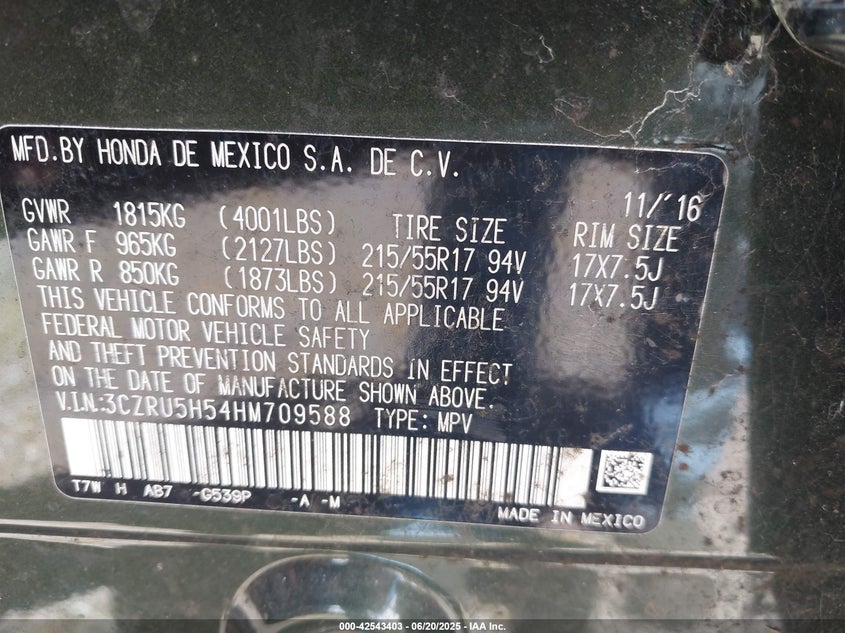 MFD.BY HONDA DE MEXICO S.A. DE C.V.
11/'16
GVWR 1815KG (4001LBS) TIRE SIZE RIM SIZE
GAWR F 965KG (2127LBS) 215/55R17 94V 17X7.5J
GAWR R 850KG (1873LBS) 215/55R17 94V 17X7.5J
THIS VEHICLE CONFORMS TO ALL APPLICABLE
FEDERAL MOTOR VEHICLE SAFETY
AND THEFT PREVENTION STANDARDS IN EFFECT
ON THE DATE OF MANUFACTURE SHOWN ABOVE.
V.I.N:3CZRU5H54HM709588 TYPE: MPV
T7W H AB7 -G539P -A -M
MADE IN MEXICO
000-42543403 - 06/20/2025 - IAA Inc.